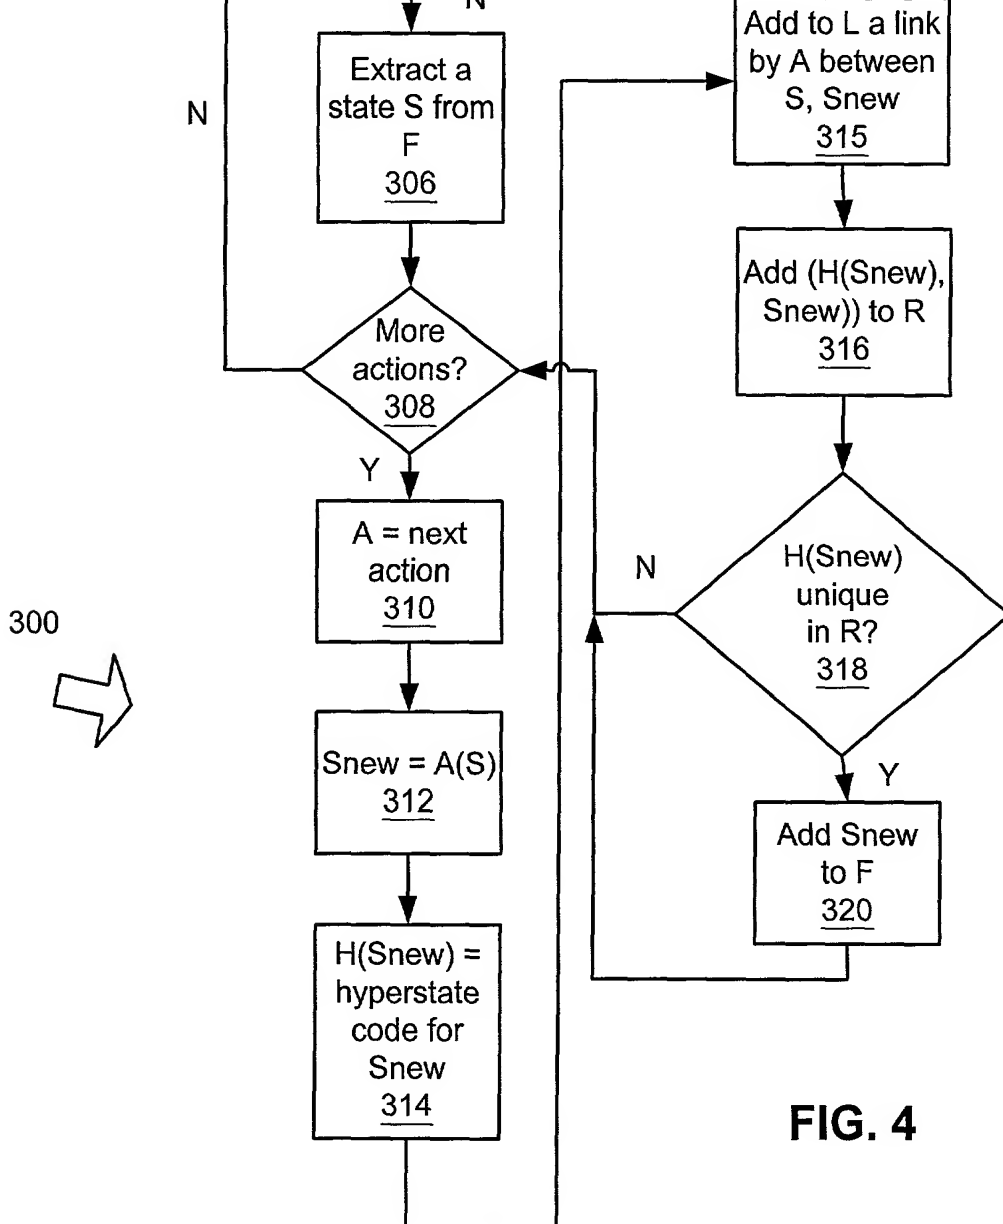 N
Extract a
state S from
F
306
N
More
actions?
308
Y
A = next
action
310
300
Snew = A(S)
312
H(Snew) =
hyperstate
code for
Snew
314
Add to L a link
by A between
S, Snew
315
Add (H(Snew),
Snew)) to R
316
H(Snew)
unique
in R?
318
N
Y
Add Snew
to F
320
FIG. 4